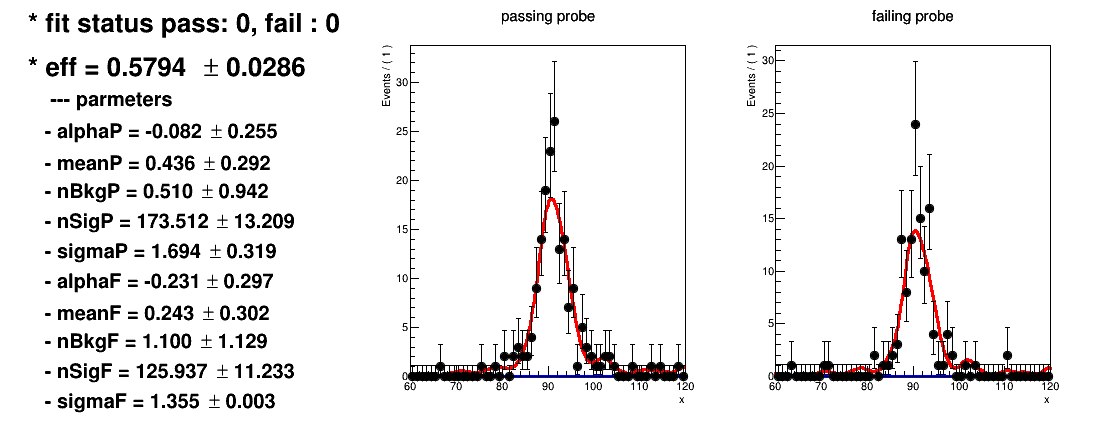 * fit status pass: 0, fail : 0
* eff = 0.5794 ± 0.0286
--- parmeters
- alphaP = -0.082 ± 0.255
- meanP = 0.436 ± 0.292
- nBkgP = 0.510 ± 0.942
- nSigP = 173.512 ± 13.209
- sigmaP = 1.694 ± 0.319
- alphaF = -0.231 ± 0.297
- meanF = 0.243 ± 0.302
- nBkgF = 1.100 ± 1.129
- nSigF = 125.937 ± 11.233
- sigmaF = 1.355 ± 0.003
passing probe
Events / ( 1 )
30
25
20
15
10
5
0
60 70 80 90 100 110 120
x
failing probe
Events / ( 1 )
30
25
20
15
10
5
0
60 70 80 90 100 110 120
x